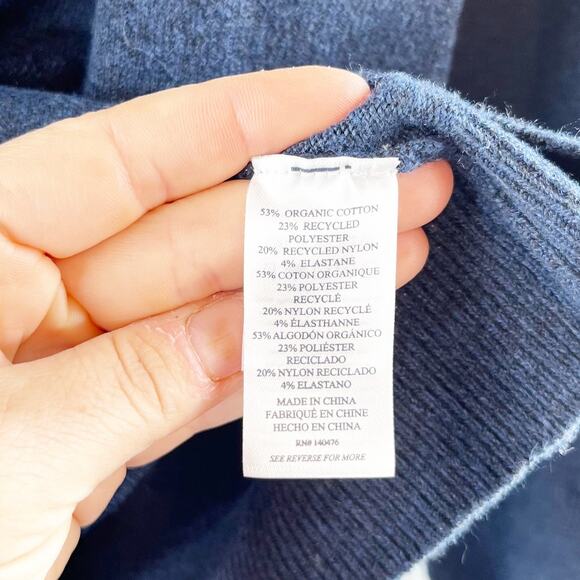 53% ORGANIC COTTON
23% RECYCLED
POLYESTER
20% RECYCLED NYLON
4% ELASTANE
53% COTON ORGANIQUE
23% POLYESTER
RECYCLÉ
20% NYLON RECYCLÉ
4% ÉLASTHANNE
53% ALGODÓN ORGÁNICO
23% POLIÉSTER
RECICLADO
20% NYLON RECICLADO
4% ELASTANO
MADE IN CHINA
FABRIQUÉ EN CHINE
HECHO EN CHINA
RN# 140476
SEE REVERSE FOR MORE